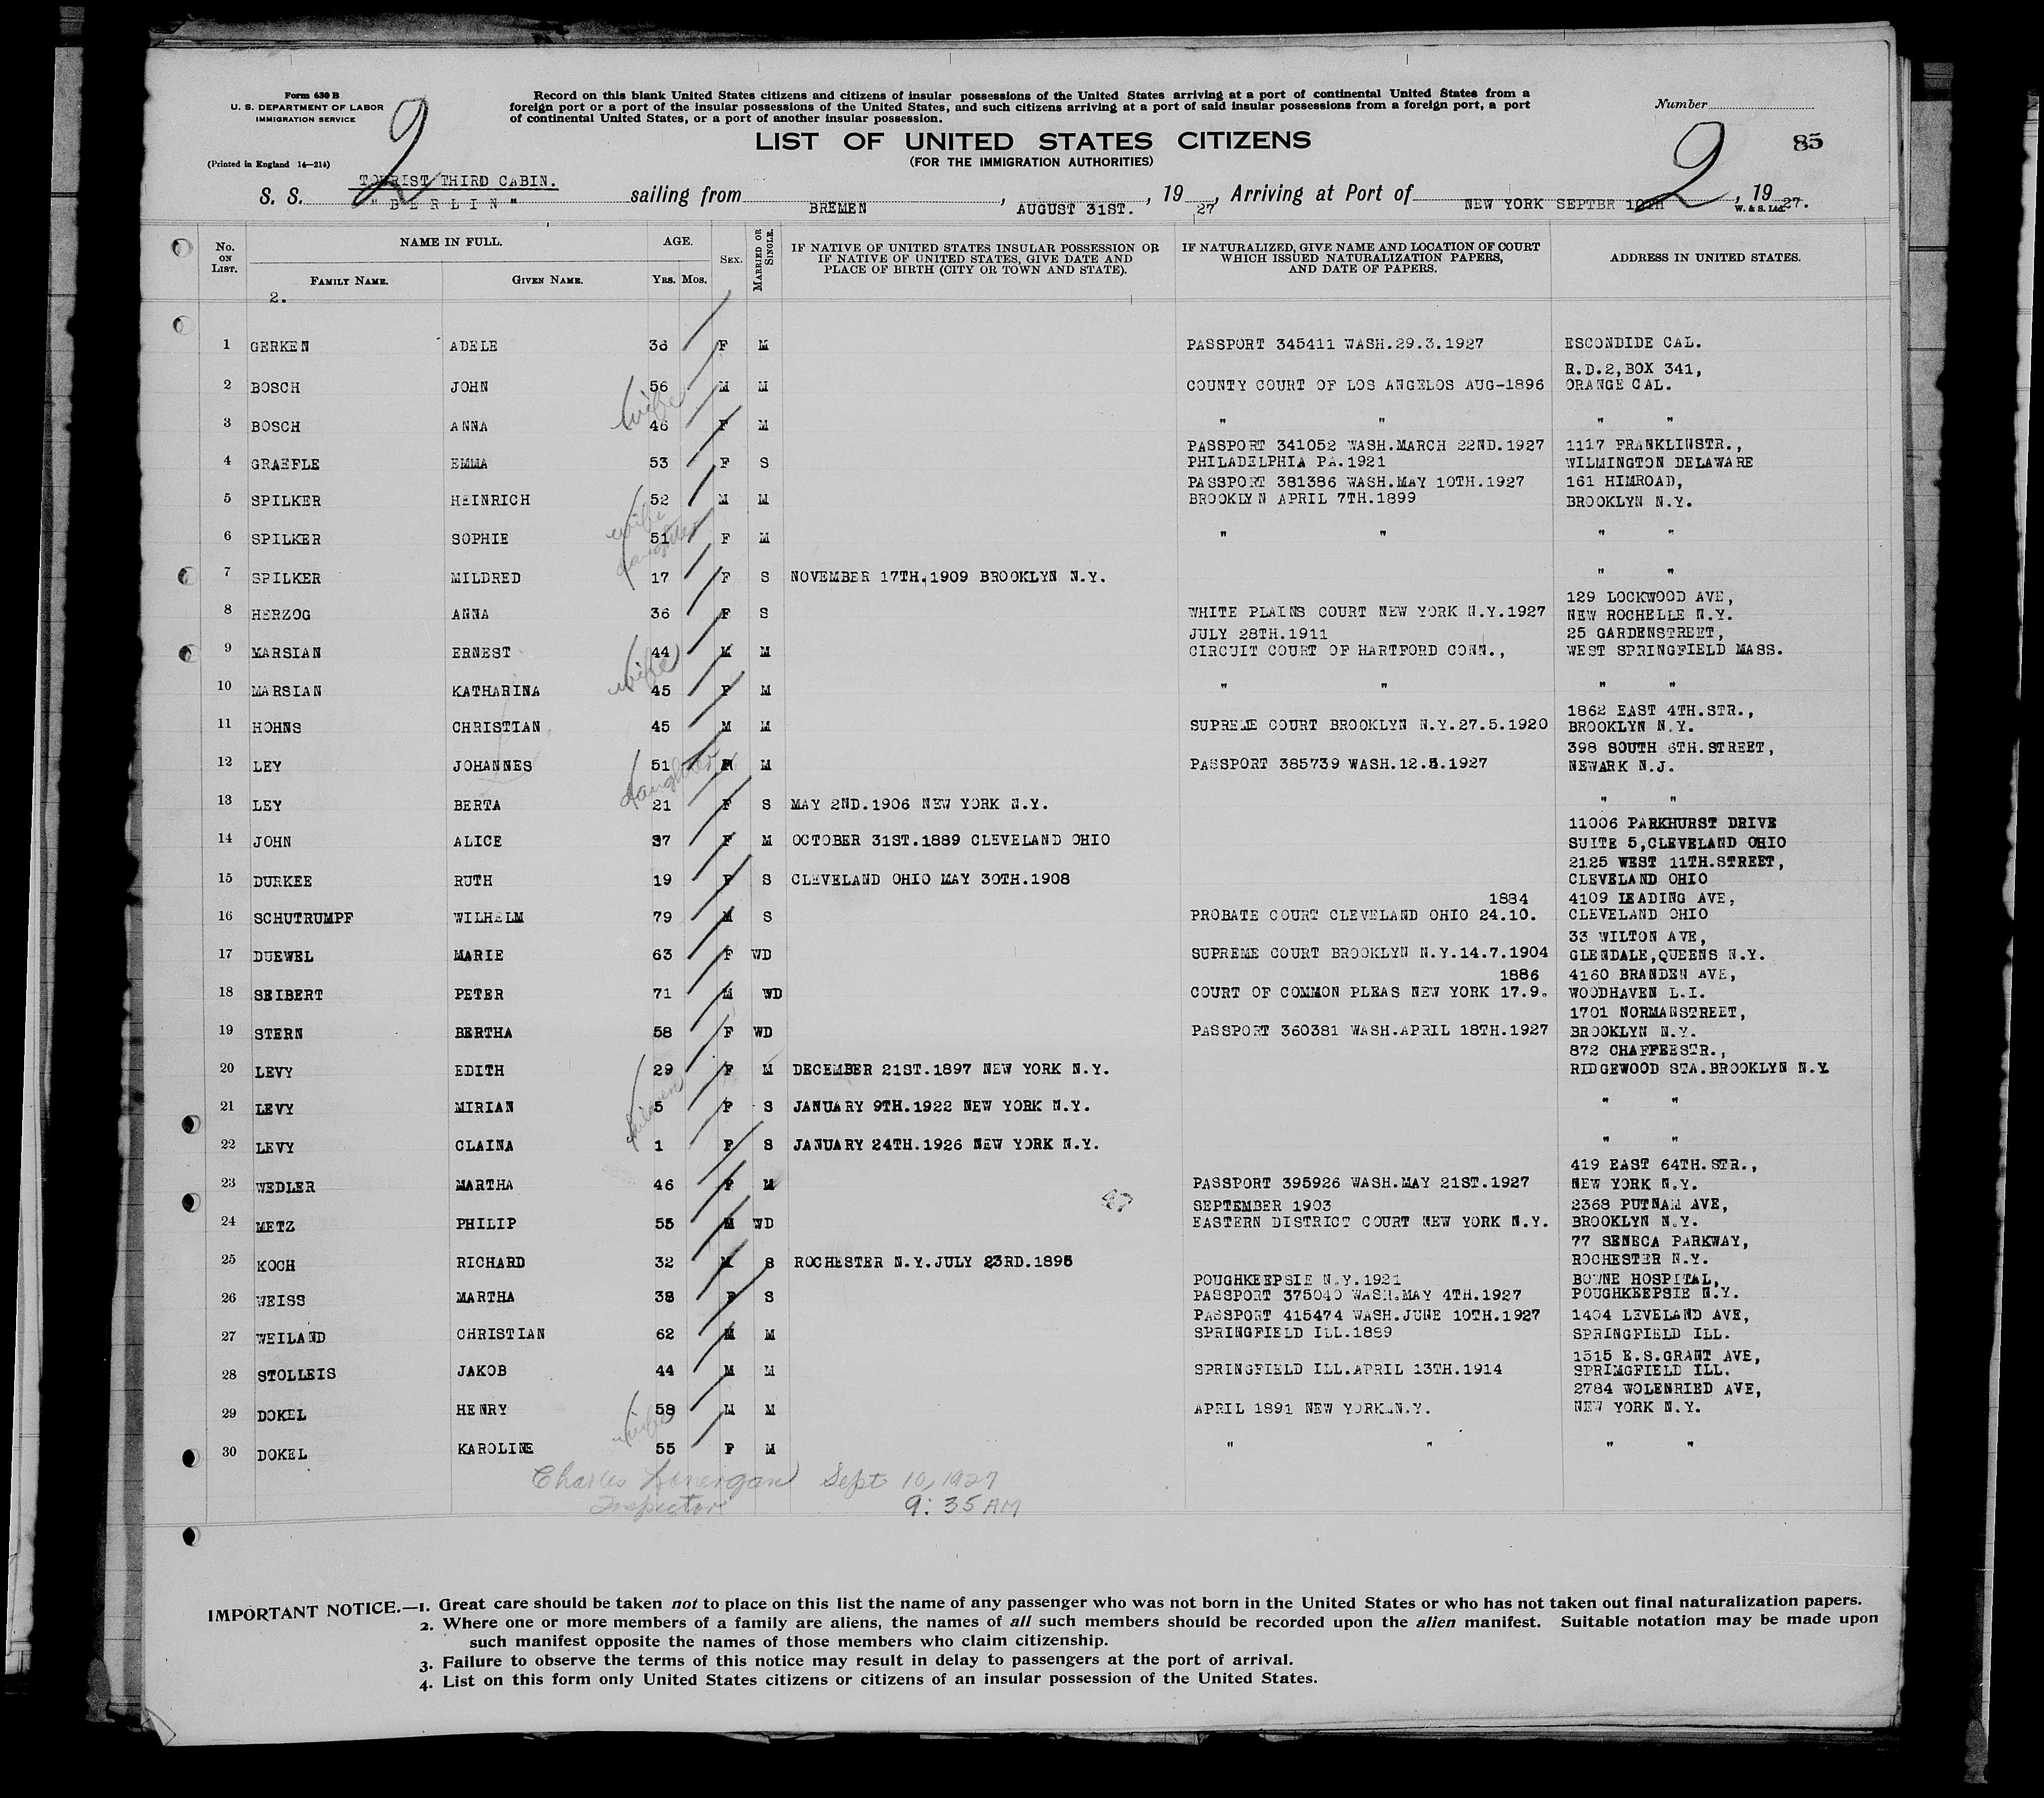 Form 630 B
U. S. DEPARTMENT OF LABOR
IMMIGRATION SERVICE
(Printed in England 14—214)
Record on this blank United States citizens and citizens of insular possessions of the United States arriving at a port of continental United States from a
foreign port or a port of the insular possessions of the United States, and such citizens arriving at a port of said insular possessions from a foreign port, a port
of continental United States, or a port of another insular possession.
Number
2
2
85
LIST OF UNITED STATES CITIZENS
(FOR THE IMMIGRATION AUTHORITIES)
TOURIST THIRD CABIN.
S. S. "BERLIN" sailing from BREMEN, AUGUST 31ST., 19 27, Arriving at Port of NEW YORK SEPTBR 10TH, 19 27.
W. & S. Ltd.
No. ON LIST. NAME IN FULL. AGE. SEX. MARRIED OR SINGLE. IF NATIVE OF UNITED STATES INSULAR POSSESSION OR IF NATIVE OF UNITED STATES, GIVE DATE AND PLACE OF BIRTH (CITY OR TOWN AND STATE). IF NATURALIZED, GIVE NAME AND LOCATION OF COURT WHICH ISSUED NATURALIZATION PAPERS, AND DATE OF PAPERS. ADDRESS IN UNITED STATES.
FAMILY NAME. GIVEN NAME. YRS. MOS.
2.
1 GERKEN ADELE 36 F M PASSPORT 345411 WASH.29.3.1927 ESCONDIDE CAL.
R.D.2,BOX 341,
2 BOSCH JOHN 56 M M COUNTY COURT OF LOS ANGELOS AUG-1896 ORANGE CAL.
wife
3 BOSCH ANNA 46 F M " " " "
PASSPORT 341052 WASH.MARCH 22ND.1927 1117 FRANKLINSTR.,
4 GRAEFLE EMMA 53 F S PHILADELPHIA PA.1921 WILMINGTON DELAWARE
PASSPORT 381386 WASH.MAY 10TH.1927 161 HIMROAD,
5 SPILKER HEINRICH 52 M M BROOKLYN APRIL 7TH.1899 BROOKLYN N.Y.
wife
6 SPILKER SOPHIE 51 F M " " " "
daughter
7 SPILKER MILDRED 17 F S NOVEMBER 17TH.1909 BROOKLYN N.Y. " "
129 LOCKWOOD AVE,
8 HERZOG ANNA 36 F S WHITE PLAINS COURT NEW YORK N.Y.1927 NEW ROCHELLE N.Y.
JULY 28TH.1911 25 GARDENSTREET,
9 MARSIAN ERNEST 44 M M CIRCUIT COURT OF HARTFORD CONN., WEST SPRINGFIELD MASS.
wife
10 MARSIAN KATHARINA 45 F M " " " "
1862 EAST 4TH.STR.,
11 HOHNS CHRISTIAN 45 M M SUPREME COURT BROOKLYN N.Y.27.5.1920 BROOKLYN N.Y.
398 SOUTH 6TH.STREET,
12 LEY JOHANNES 51 M M PASSPORT 385739 WASH.12.5.1927 NEWARK N.J.
daughter
13 LEY BERTA 21 F S MAY 2ND.1906 NEW YORK N.Y. " "
11006 PARKHURST DRIVE
14 JOHN ALICE 37 F M OCTOBER 31ST.1889 CLEVELAND OHIO SUITE 5,CLEVELAND OHIO
2125 WEST 11TH.STREET,
15 DURKEE RUTH 19 F S CLEVELAND OHIO MAY 30TH.1908 CLEVELAND OHIO
1884 4109 LEADING AVE,
16 SCHUTRUMPF WILHELM 79 M S PROBATE COURT CLEVELAND OHIO 24.10. CLEVELAND OHIO
33 WILTON AVE,
17 DUEWEL MARIE 63 F WD SUPREME COURT BROOKLYN N.Y.14.7.1904 GLENDALE,QUEENS N.Y.
1886 4160 BRANDEN AVE,
18 SEIBERT PETER 71 M WD COURT OF COMMON PLEAS NEW YORK 17.9. WOODHAVEN L.I.
1701 NORMANSTREET,
19 STERN BERTHA 58 F WD PASSPORT 360381 WASH.APRIL 18TH.1927 BROOKLYN N.Y.
872 CHAFFEESTR.,
20 LEVY EDITH 29 F M DECEMBER 21ST.1897 NEW YORK N.Y. RIDGEWOOD STA.BROOKLYN N.Y.
children
21 LEVY MIRIAN 5 F S JANUARY 9TH.1922 NEW YORK N.Y. " "
22 LEVY CLAINA 1 F S JANUARY 24TH.1926 NEW YORK N.Y. " "
419 EAST 64TH.STR.,
23 WEDLER MARTHA 46 F M PASSPORT 395926 WASH.MAY 21ST.1927 NEW YORK N.Y.
SEPTEMBER 1903 2368 PUTNAM AVE,
24 METZ PHILIP 55 M WD EASTERN DISTRICT COURT NEW YORK N.Y. BROOKLYN N.Y.
77 SENECA PARKWAY,
25 KOCH RICHARD 32 M S ROCHESTER N.Y.JULY 23RD.1895 ROCHESTER N.Y.
POUGHKEEPSIE N.Y.1921 BOWNE HOSPITAL,
26 WEISS MARTHA 38 F S PASSPORT 375040 WASH.MAY 4TH.1927 POUGHKEEPSIE N.Y.
PASSPORT 415474 WASH.JUNE 10TH.1927 1404 LEVELAND AVE,
27 WEILAND CHRISTIAN 62 M M SPRINGFIELD ILL.1889 SPRINGFIELD ILL.
1515 E.S.GRANT AVE,
28 STOLLEIS JAKOB 44 M M SPRINGFIELD ILL.APRIL 13TH.1914 SPRIMGFIELD ILL.
2784 WOLENRIED AVE,
29 DOKEL HENRY 58 M M APRIL 1891 NEW YORK N.Y. NEW YORK N.Y.
wife
30 DOKEL KAROLINE 55 F M " " " "
Charles Lonergan Sept 10, 1927
Inspector 9:35 AM
IMPORTANT NOTICE.—1. Great care should be taken not to place on this list the name of any passenger who was not born in the United States or who has not taken out final naturalization papers.
2. Where one or more members of a family are aliens, the names of all such members should be recorded upon the alien manifest. Suitable notation may be made upon
such manifest opposite the names of those members who claim citizenship.
3. Failure to observe the terms of this notice may result in delay to passengers at the port of arrival.
4. List on this form only United States citizens or citizens of an insular possession of the United States.